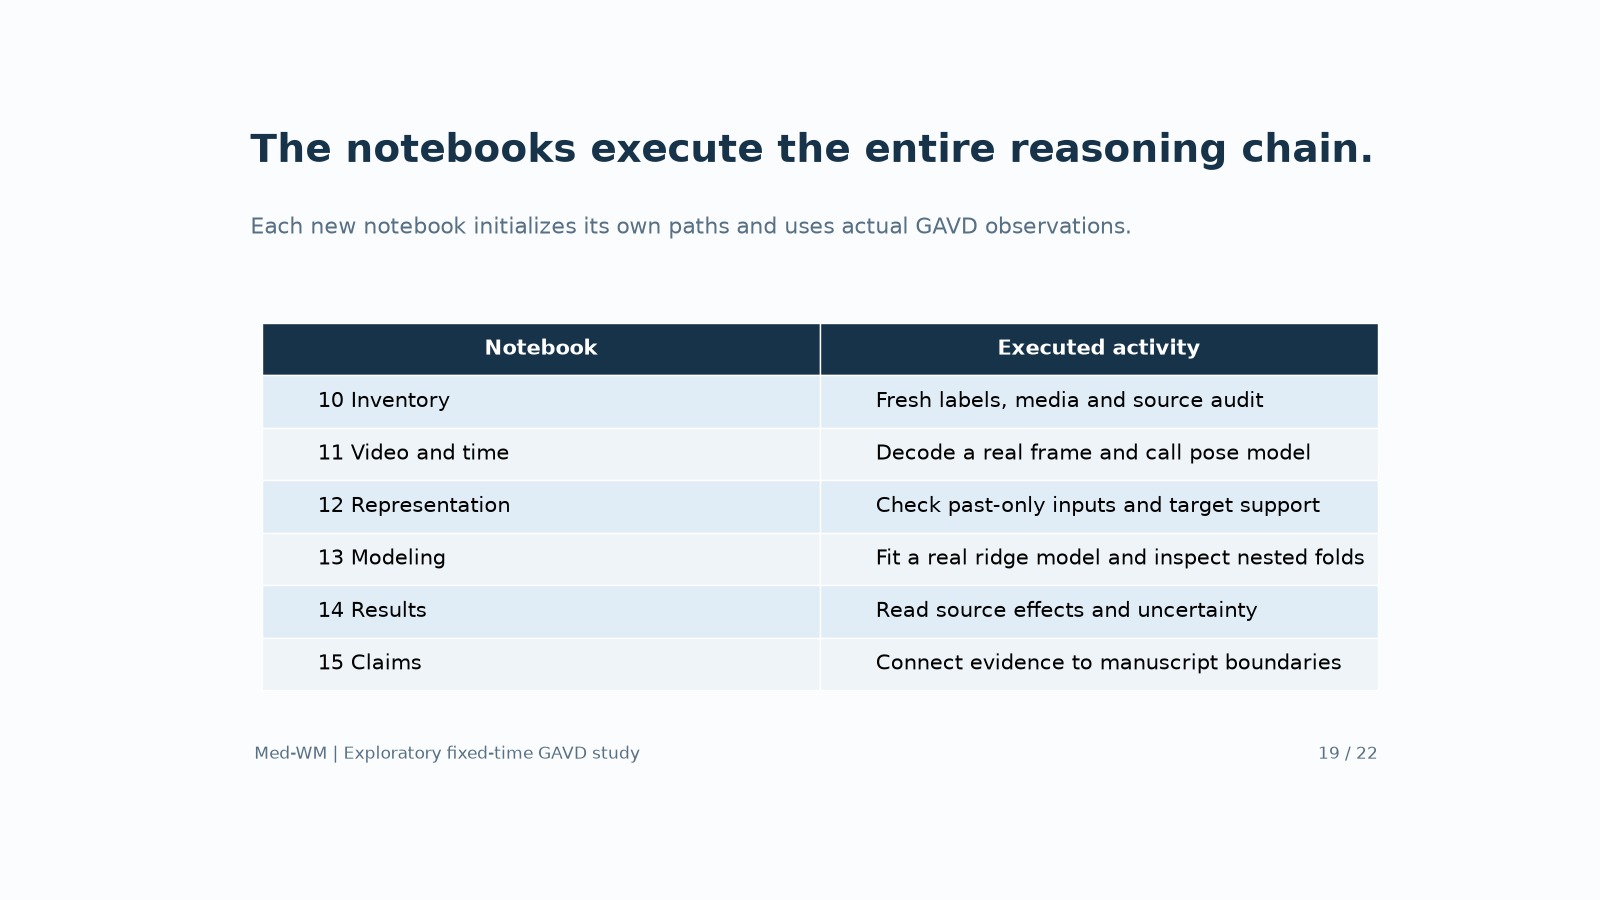 The notebooks execute the entire reasoning chain.
Each new notebook initializes its own paths and uses actual GAVD observations.
Notebook Executed activity
10 Inventory Fresh labels, media and source audit
11 Video and time Decode a real frame and call pose model
12 Representation Check past-only inputs and target support
13 Modeling Fit a real ridge model and inspect nested folds
14 Results Read source effects and uncertainty
15 Claims Connect evidence to manuscript boundaries
Med-WM | Exploratory fixed-time GAVD study 19 / 22